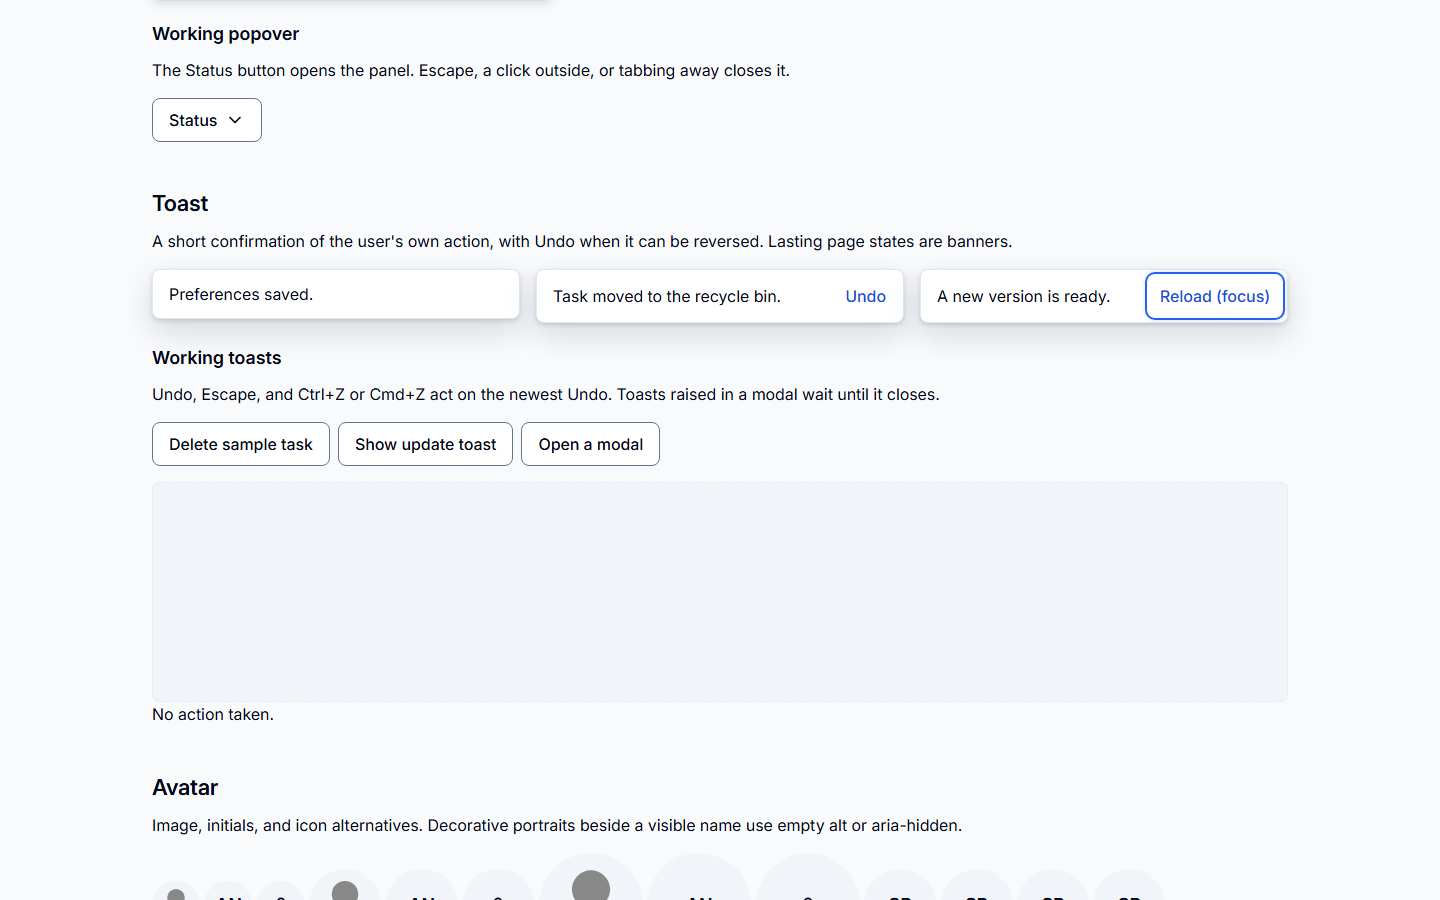 Working popover
The Status button opens the panel. Escape, a click outside, or tabbing away closes it.
Status
Toast
A short confirmation of the user's own action, with Undo when it can be reversed. Lasting page states are banners.
Preferences saved.
Task moved to the recycle bin. Undo
A new version is ready. Reload (focus)
Working toasts
Undo, Escape, and Ctrl+Z or Cmd+Z act on the newest Undo. Toasts raised in a modal wait until it closes.
Delete sample task
Show update toast
Open a modal
No action taken.
Avatar
Image, initials, and icon alternatives. Decorative portraits beside a visible name use empty alt or aria-hidden.